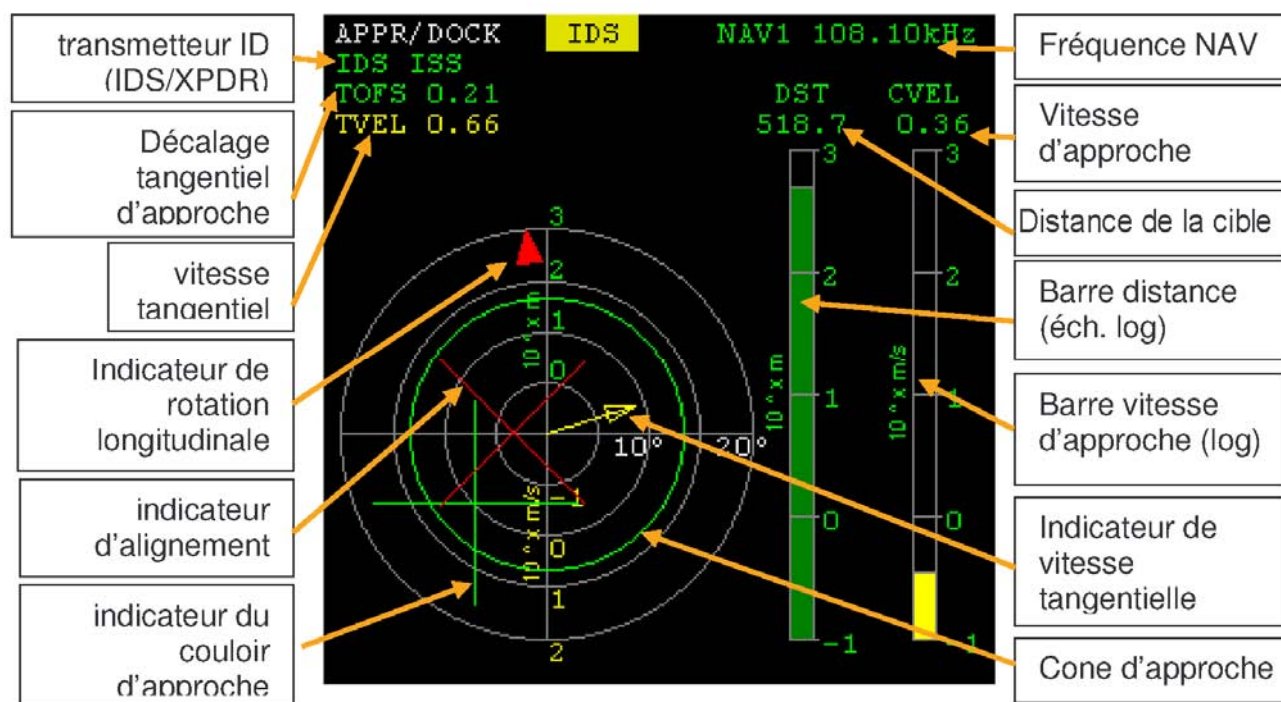 transmetteur ID
(IDS/XPDR)
Décalage
tangentiel
d'approche
vitesse
tangentiel
Indicateur de
rotation
longitudinale
indicateur
d'alignement
indicateur du
couloir
d'approche
APPR/DOCK
IDS
NAV1 108.10kHz
IDS ISS
TOFS 0.21
TVEL 0.66
DST
CVEL
518.7
0.36
3
2
1
0
10^x m
10°
20°
-1
0
1
2
10^x m/s
3
2
1
0
-1
10^x m
3
2
1
0
-1
10^x m/s
Fréquence NAV
Vitesse
d'approche
Distance de la cible
Barre distance
(éch. log)
Barre vitesse
d'approche (log)
Indicateur de
vitesse
tangentielle
Cone d'approche